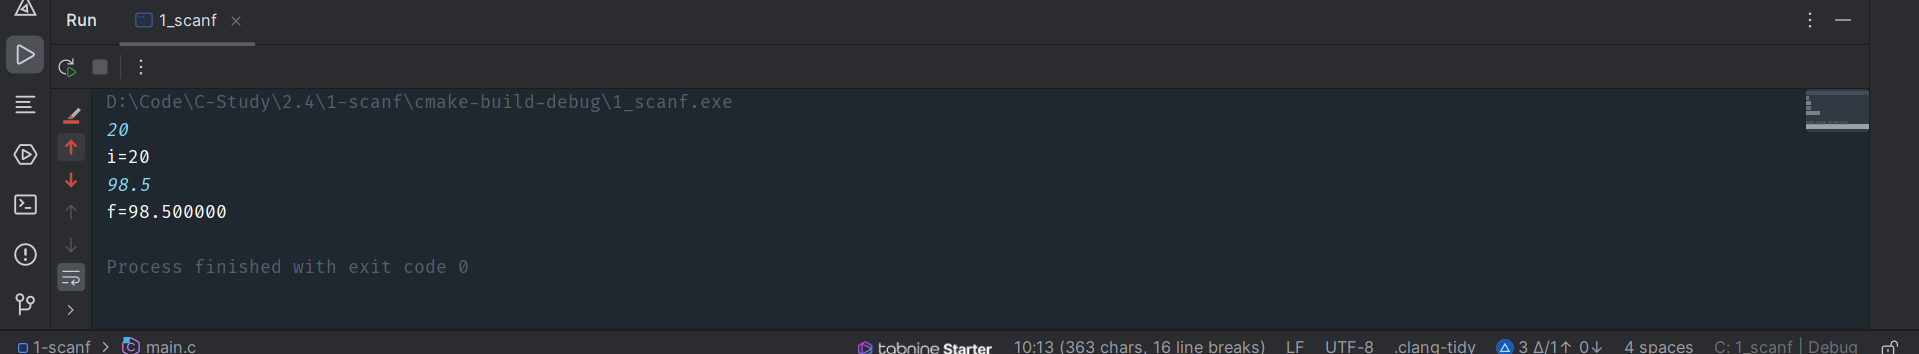 Run 1_scanf
D:\Code\C-Study\2.4\1-scanf\cmake-build-debug\1_scanf.exe
20
i=20
98.5
f=98.500000
Process finished with exit code 0
1-scanf > main.c tabnine Starter 10:13 (363 chars, 16 line breaks) LF UTF-8 .clang-tidy 3 Δ/1↑ 0↓ 4 spaces C: 1_scanf | Debug